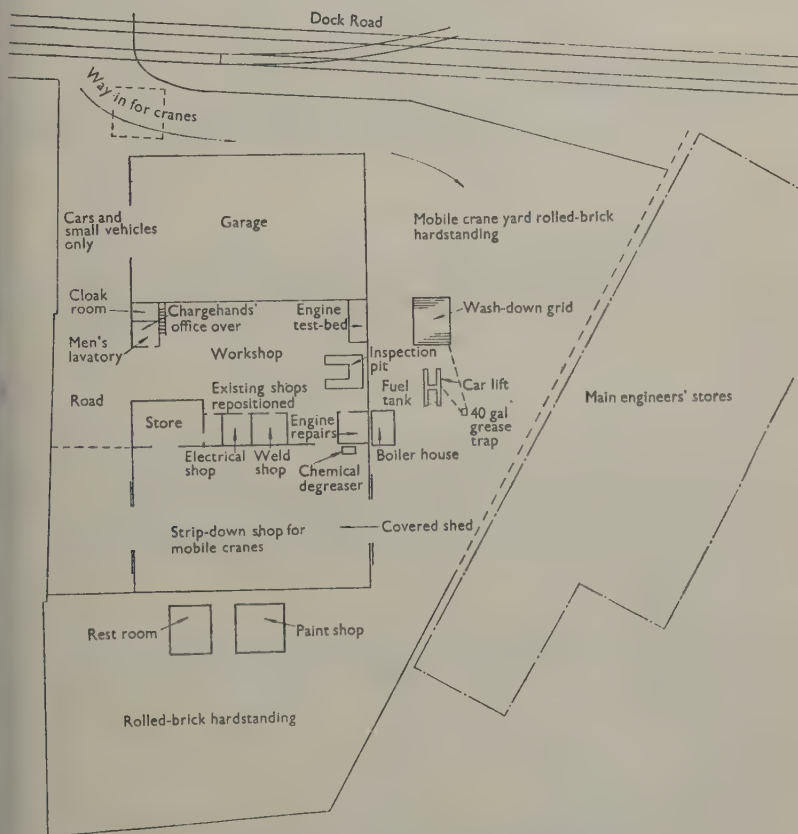 Dock Road
Way-in for cranes
Cars and
small vehicles
only
Garage
Mobile crane yard rolled-brick
hardstanding
Cloak
room
Chargehands'
office over
Engine
test-bed
Wash-down grid
Men's
lavatory
Workshop
Inspection
pit
Road
Existing shops
repositioned
Fuel
tank
Car lift
Main engineers' stores
Store
Engine
repairs
40 gal
grease
trap
Electrical
shop
Weld
shop
Chemical
degreaser
Boiler house
Strip-down shop for
mobile cranes
Covered shed
Rest room
Paint shop
Rolled-brick hardstanding